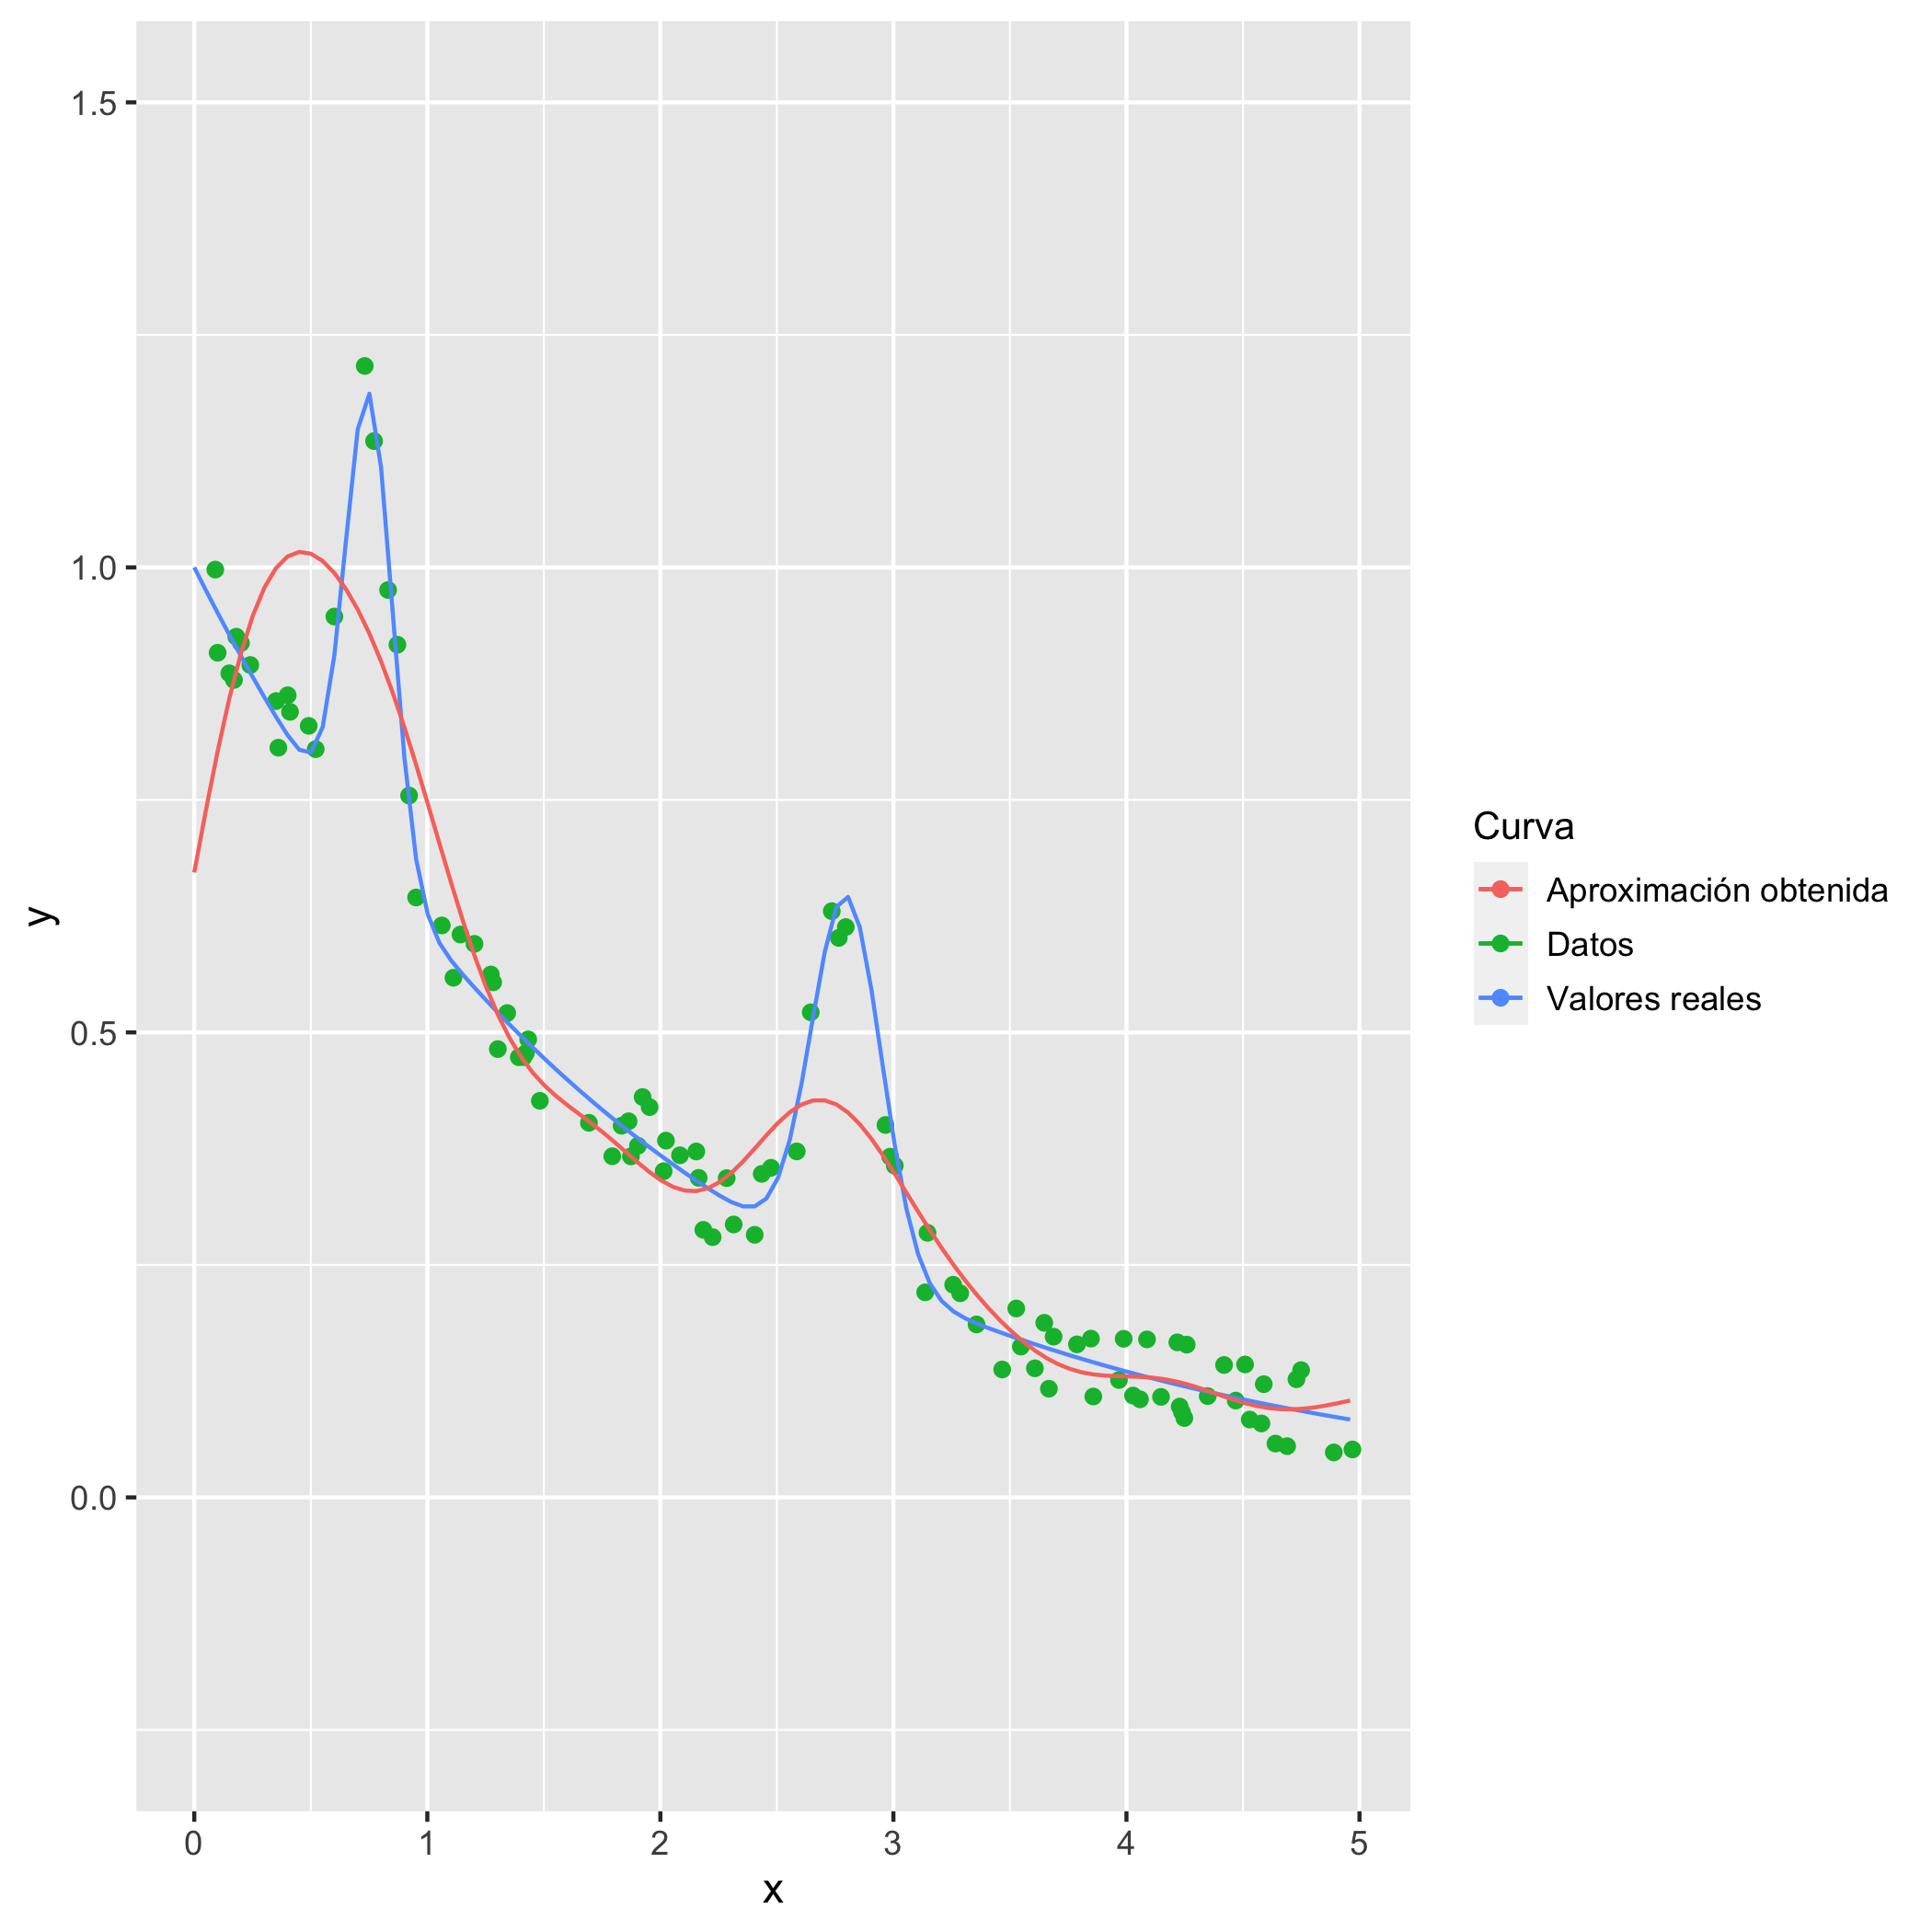 1.5
1.0
0.5
0.0
y
0 1 2 3 4 5
x
Curva
Aproximación obtenida
Datos
Valores reales